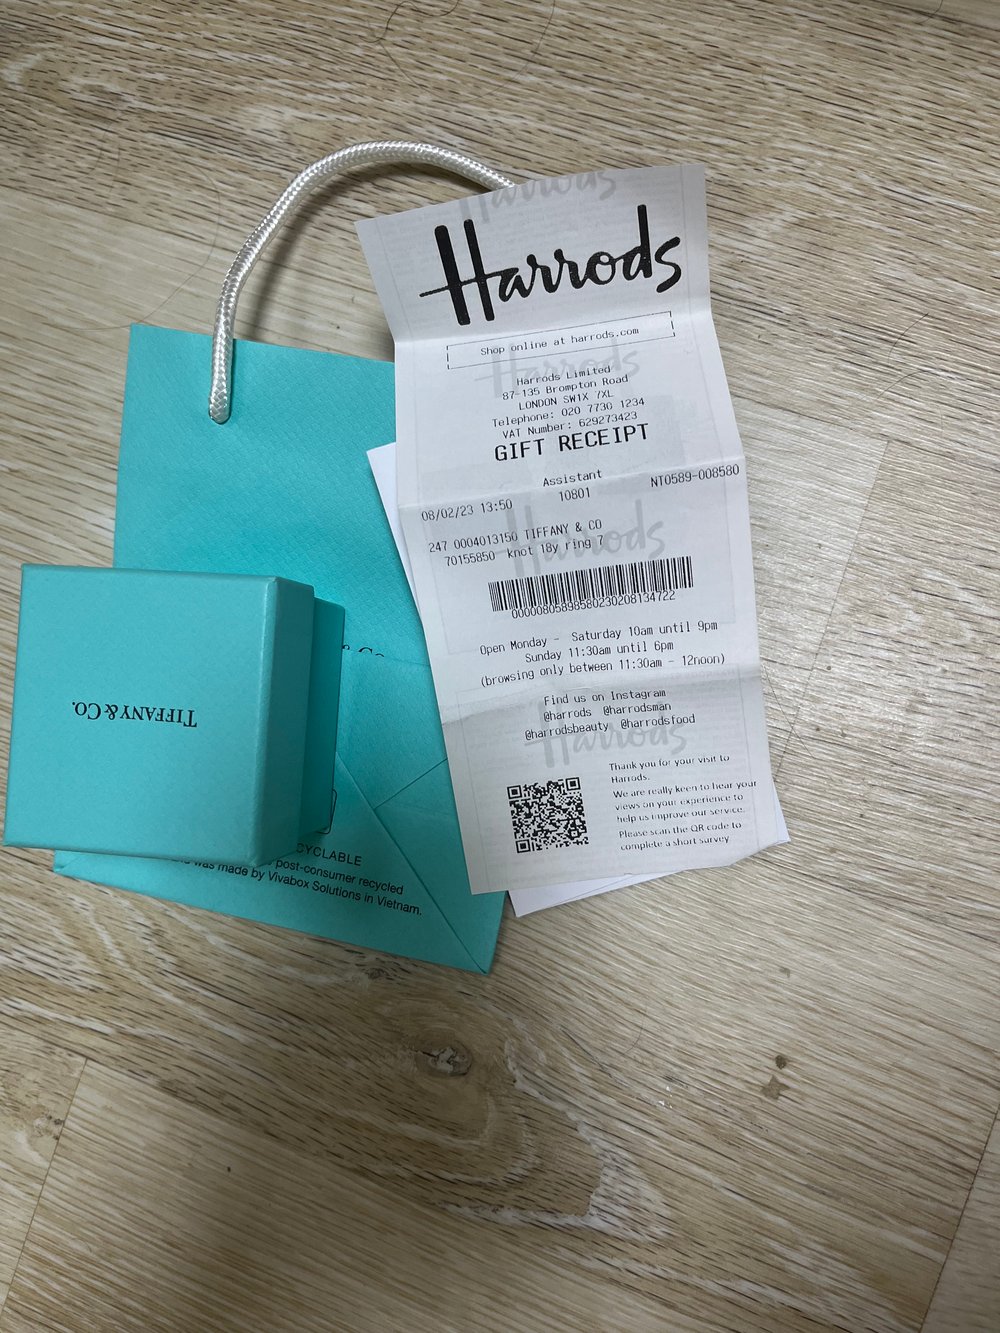 Harrods
Shop online at harrods.com
Harrods Limited
87-135 Brompton Road
LONDON SW1X 7XL
Telephone: 020 7730 1234
VAT Number: 629273423
GIFT RECEIPT
Assistant
08/02/23 13:50 10801 NT0589-008580
247 0004013150 TIFFANY & CO
70155850 knot 18y ring 7
00000805898580230208134722
Open Monday - Saturday 10am until 9pm
Sunday 11:30am until 6pm
(browsing only between 11:30am - 12noon)
Find us on Instagram
@harrods @harrodsman
@harrodsbeauty @harrodsfood
Thank you for your visit to
Harrods.
We are really keen to hear your
views on your experience to
help us improve our service.
Please scan the QR code to
complete a short survey
TIFFANY & CO.
& Co
CYCLABLE
post-consumer recycled
was made by Vivabox Solutions in Vietnam.